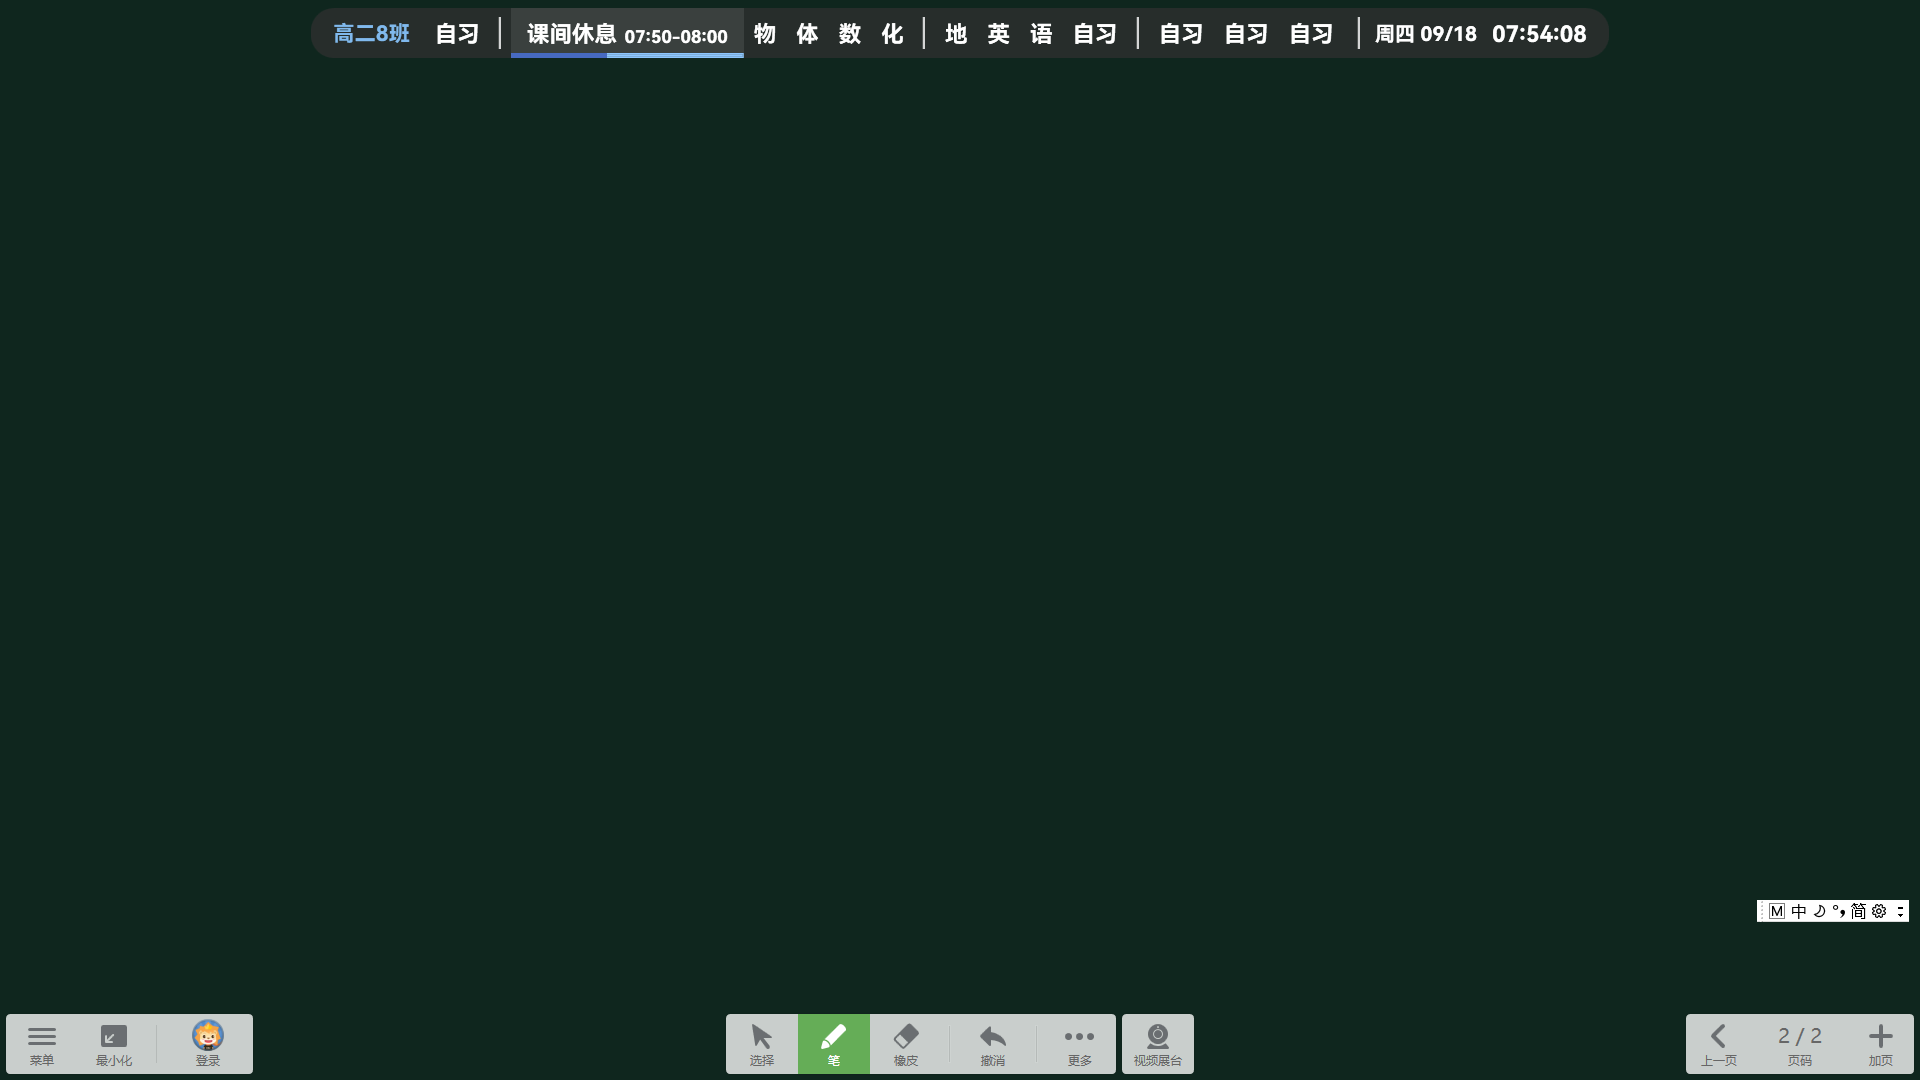 高二8班 自习 课间休息 07:50-08:00 物 体 数 化 地 英 语 自习 自习 自习 自习 周四 09/18 07:54:08
M 中 简
菜单 最小化 登录 选择 笔 橡皮 撤消 更多 视频展台 上一页 2 / 2 页码 加页